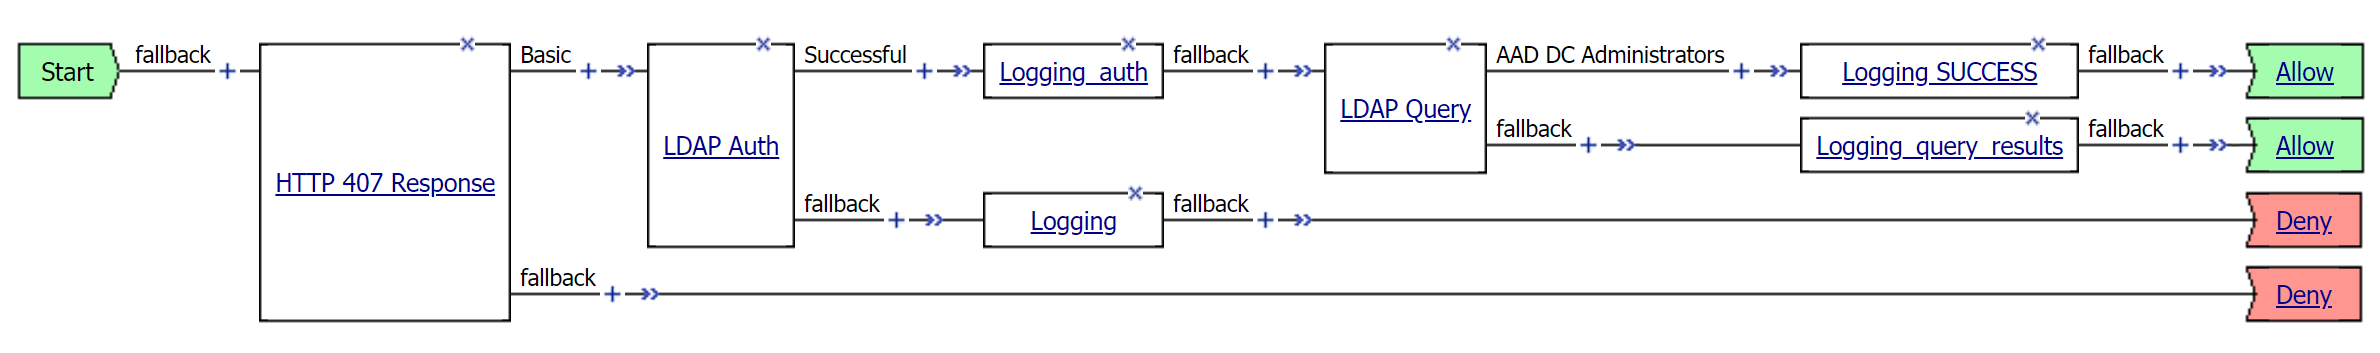 Start
fallback
HTTP 407 Response
Basic
LDAP Auth
Successful
Logging_auth
fallback
LDAP Query
AAD DC Administrators
Logging SUCCESS
fallback
Allow
fallback
Logging_query_results
fallback
Allow
fallback
Logging
fallback
Deny
fallback
Deny